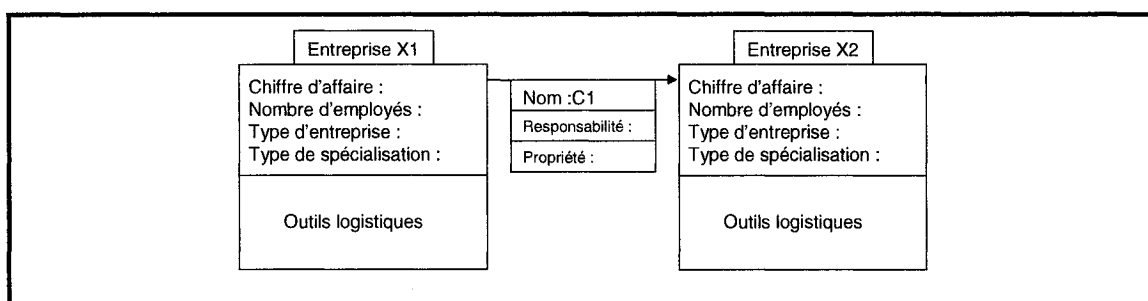 Entreprise X1
Chiffre d'affaire :
Nombre d'employés :
Type d'entreprise :
Type de spécialisation :
Outils logistiques
Nom :C1
Responsabilité :
Propriété :
Entreprise X2
Chiffre d'affaire :
Nombre d'employés :
Type d'entreprise :
Type de spécialisation :
Outils logistiques